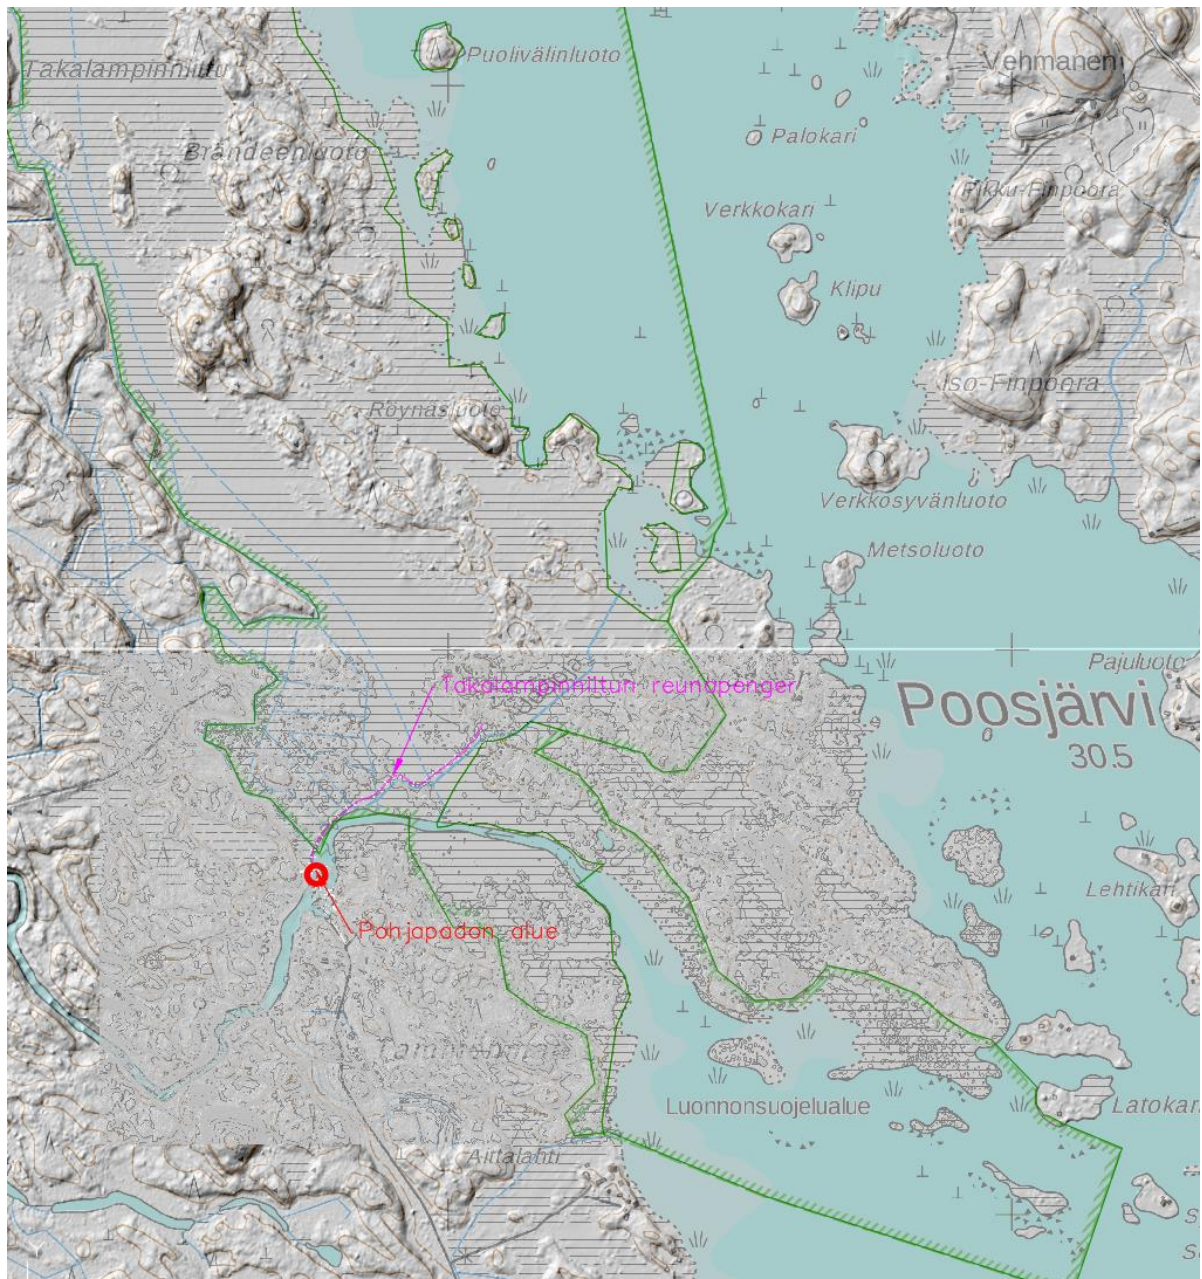 Puolivälinluoto
Vehmanen
Takalampinniittu
Palokari
Brändeenluoto
Pikku-Finpoora
Verkkokari
Klipu
Iso-Finpoora
Röynäsluoto
Verkkosyvänluoto
Metsoluoto
Pajuluoto
Takalampinniitun reunapenger
Poosjärvi
30.5
Lehtikari
Pohjapadon alue
Luonnonsuojelualue
Latokari
Aittalahti